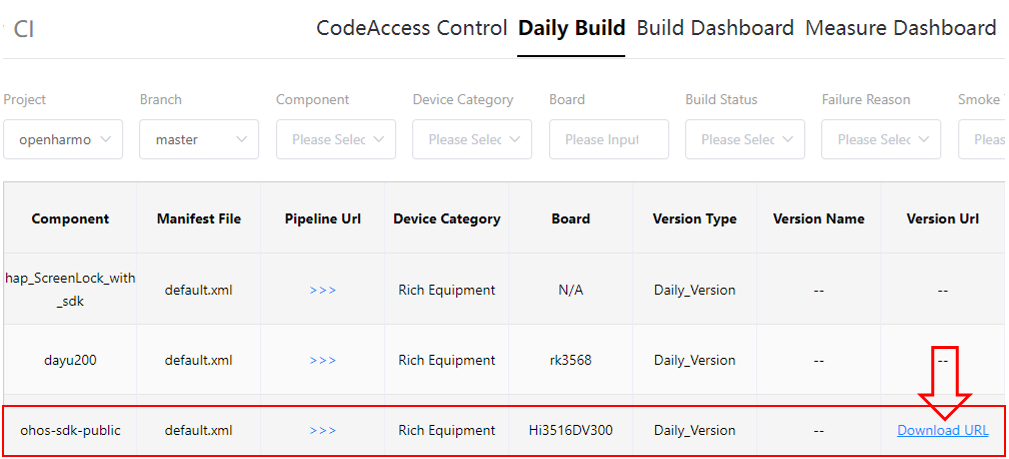 CI
CodeAccess Control Daily Build Build Dashboard Measure Dashboard
Project Branch Component Device Category Board Build Status Failure Reason Smoke
openharmo master Please Selec Please Selec Please Input Please Selec Please Selec Pleas
Component Manifest File Pipeline Url Device Category Board Version Type Version Name Version Url
hap_ScreenLock_with
_sdk default.xml >>> Rich Equipment N/A Daily_Version -- --
dayu200 default.xml >>> Rich Equipment rk3568 Daily_Version -- --
ohos-sdk-public default.xml >>> Rich Equipment Hi3516DV300 Daily_Version -- Download URL